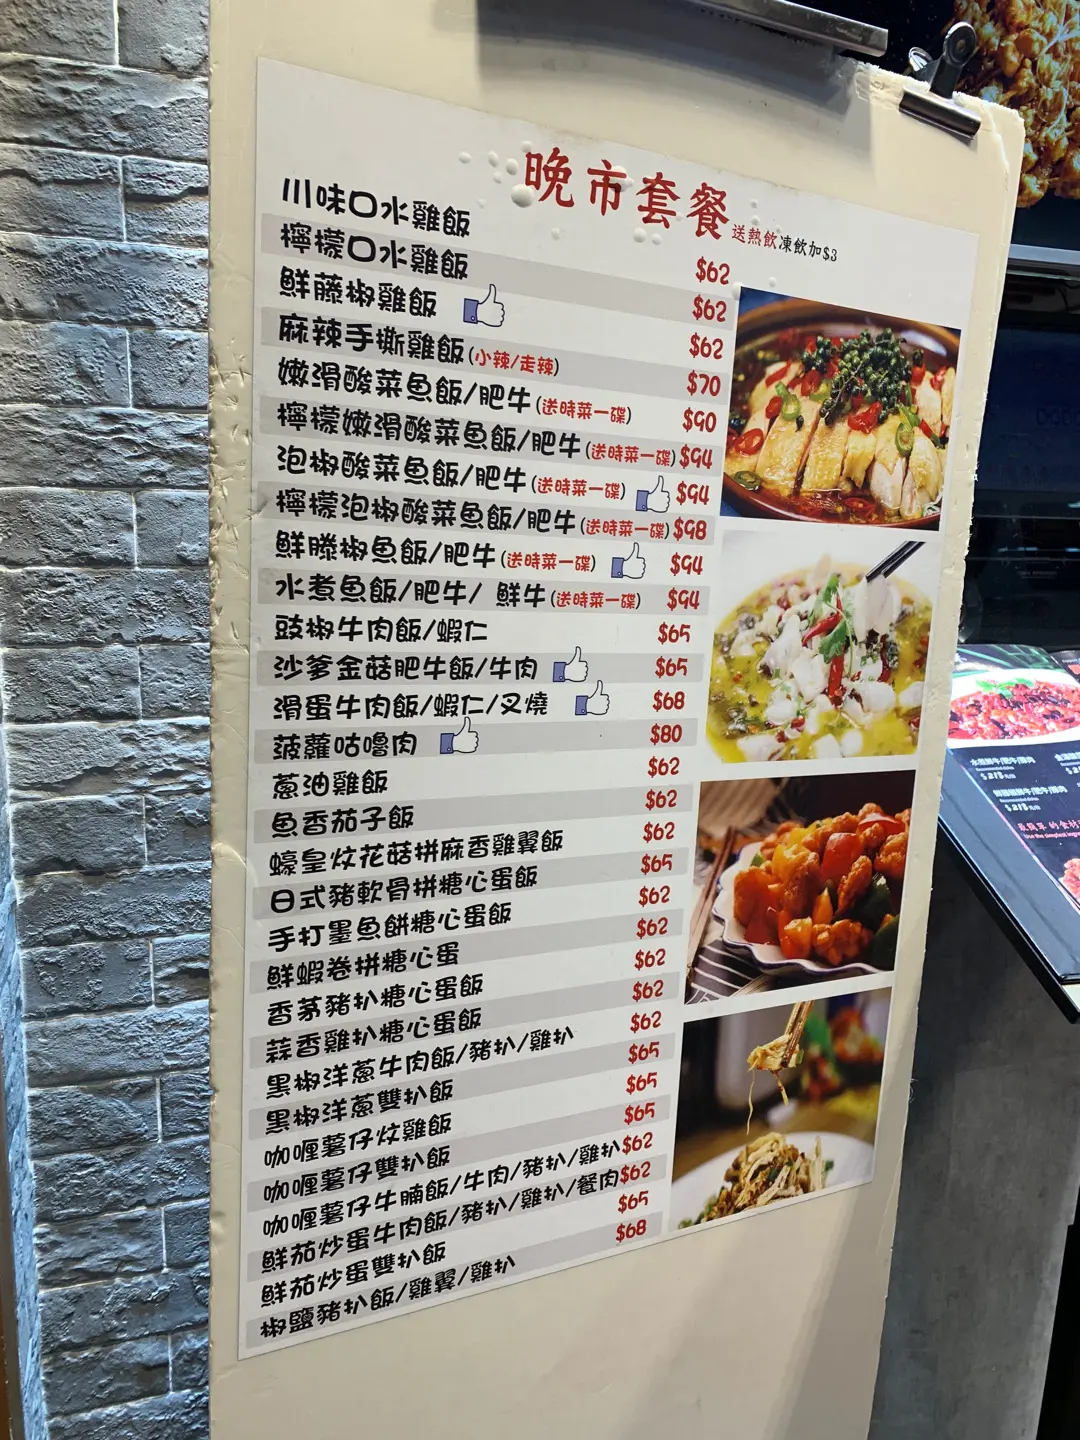 晚市套餐 送熱飲凍飲加$3
川味口水雞飯 $62
檸檬口水雞飯 $62
鮮藤椒雞飯 $62
麻辣手撕雞飯(小辣/走辣) $70
嫩滑酸菜魚飯/肥牛(送時菜一碟) $90
檸檬嫩滑酸菜魚飯/肥牛(送時菜一碟) $94
泡椒酸菜魚飯/肥牛(送時菜一碟) $94
檸檬泡椒酸菜魚飯/肥牛(送時菜一碟) $98
鮮滕椒魚飯/肥牛(送時菜一碟) $94
水煮魚飯/肥牛/ 鮮牛(送時菜一碟) $94
豉椒牛肉飯/蝦仁 $65
沙爹金菇肥牛飯/牛肉 $65
滑蛋牛肉飯/蝦仁/叉燒 $68
菠蘿咕嚕肉 $80
蔥油雞飯 $62
魚香茄子飯 $62
蠔皇炆花菇拼麻香雞翼飯 $62
日式豬軟骨拼糖心蛋飯 $65
手打墨魚餅糖心蛋飯 $62
鮮蝦卷拼糖心蛋 $62
香茅豬扒糖心蛋飯 $62
蒜香雞扒糖心蛋飯 $62
黑椒洋蔥牛肉飯/豬扒/雞扒 $62
黑椒洋蔥雙扒飯 $65
咖喱薯仔炆雞飯 $65
咖喱薯仔雙扒飯 $65
咖喱薯仔牛腩飯/牛肉/豬扒/雞扒 $62
鮮茄炒蛋牛肉飯/豬扒/雞扒/餐肉 $62
鮮茄炒蛋雙扒飯 $65
椒鹽豬扒飯/雞翼/雞扒 $68